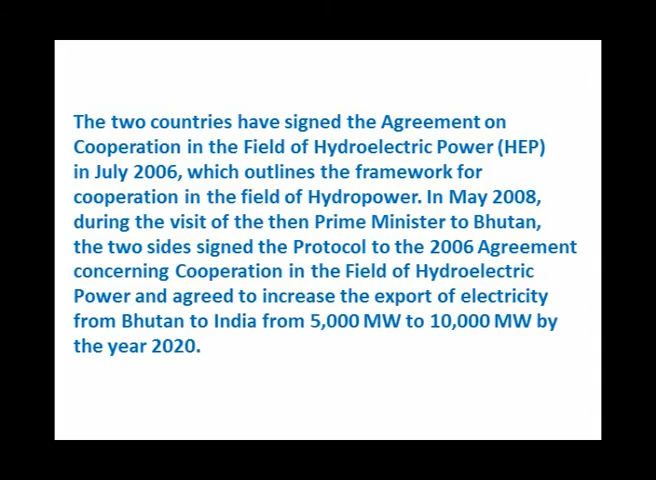 The two countries have signed the Agreement on
Cooperation in the Field of Hydroelectric Power (HEP)
in July 2006, which outlines the framework for
cooperation in the field of Hydropower. In May 2008,
during the visit of the then Prime Minister to Bhutan,
the two sides signed the Protocol to the 2006 Agreement
concerning Cooperation in the Field of Hydroelectric
Power and agreed to increase the export of electricity
from Bhutan to India from 5,000 MW to 10,000 MW by
the year 2020.